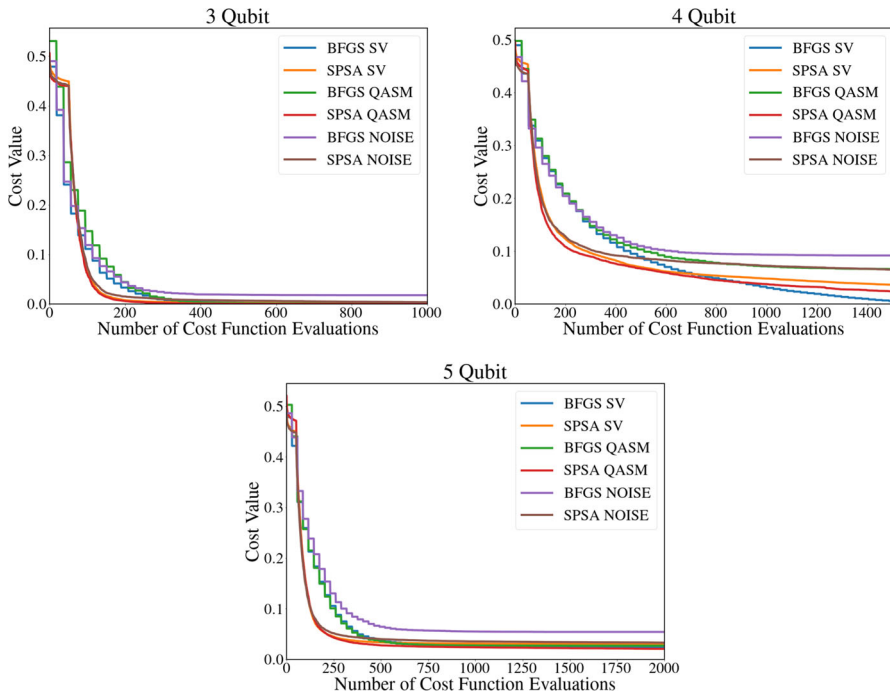 3 Qubit
Cost Value
0.5
0.4
0.3
0.2
0.1
0.0
BFGS SV
SPSA SV
BFGS QASM
SPSA QASM
BFGS NOISE
SPSA NOISE
0 200 400 600 800 1000
Number of Cost Function Evaluations
4 Qubit
Cost Value
0.5
0.4
0.3
0.2
0.1
0.0
BFGS SV
SPSA SV
BFGS QASM
SPSA QASM
BFGS NOISE
SPSA NOISE
0 200 400 600 800 1000 1200 1400
Number of Cost Function Evaluations
5 Qubit
Cost Value
0.5
0.4
0.3
0.2
0.1
0.0
BFGS SV
SPSA SV
BFGS QASM
SPSA QASM
BFGS NOISE
SPSA NOISE
0 250 500 750 1000 1250 1500 1750 2000
Number of Cost Function Evaluations